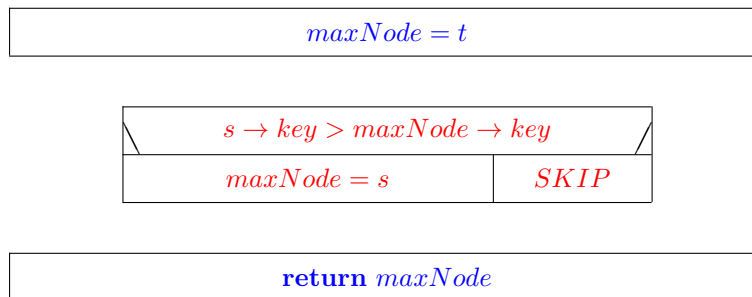 maxNode = t
s → key > maxNode → key
maxNode = s SKIP
return maxNode